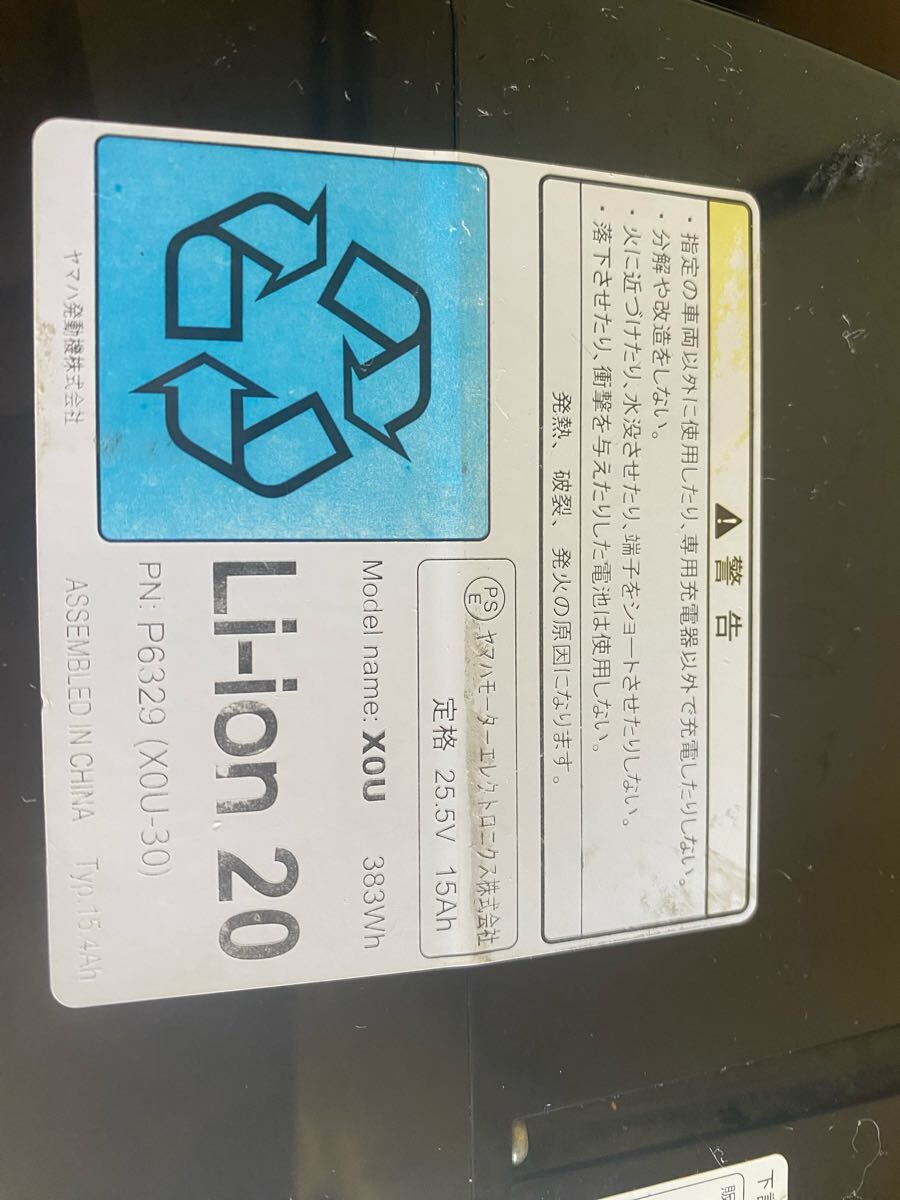 ⚠ 警告
・指定の車両以外に使用したり、専用充電器以外で充電したりしない。
・分解や改造をしない。
・火に近づけたり、水没させたり、端子をショートさせたりしない。
・落下させたり、衝撃を与えたりした電池は使用しない。
発熱、破裂、発火の原因になります。
PSE ヤマハモーターエレクトロニクス株式会社
定格 25.5V 15Ah
Model name: X0U 383Wh
Li-ion 20
PN: P6329 (X0U-30)
ASSEMBLED IN CHINA Typ.15.4Ah
ヤマハ発動機株式会社